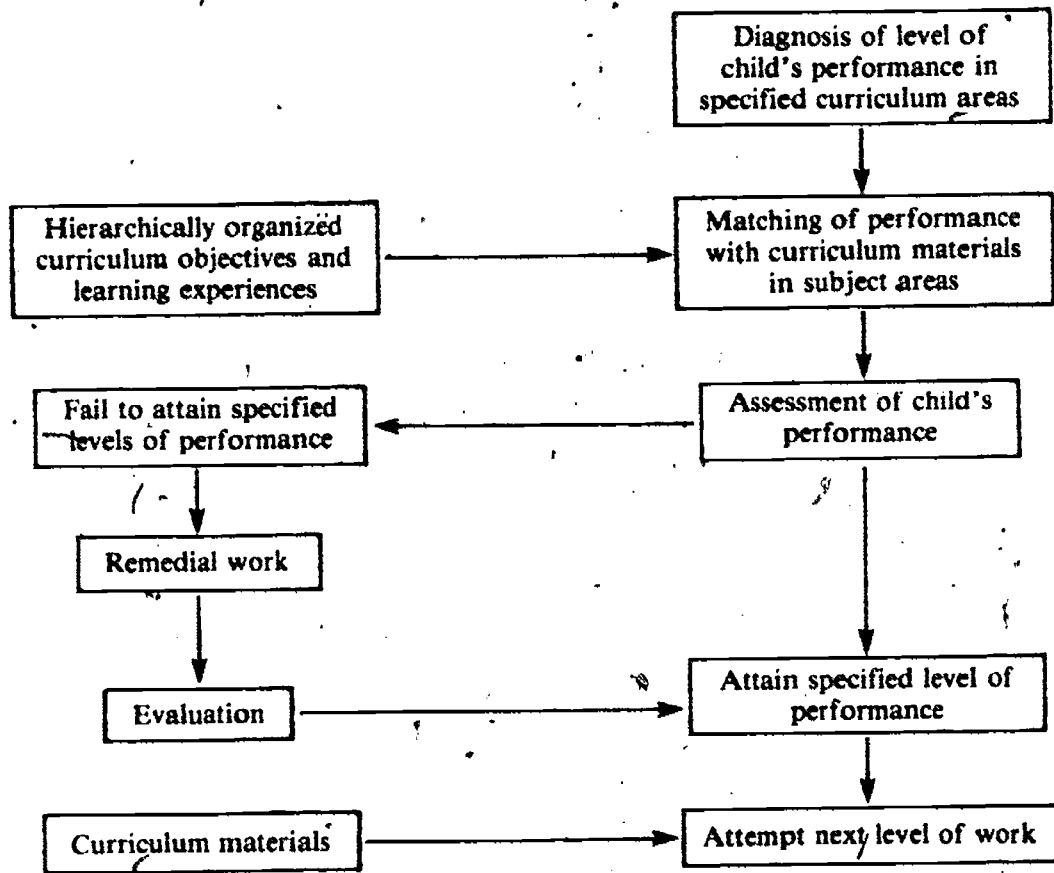 Diagnosis of level of
child's performance in
specified curriculum areas
Hierarchically organized
curriculum objectives and
learning experiences
Matching of performance
with curriculum materials
in subject areas
Fail to attain specified
levels of performance
Assessment of child's
performance
Remedial work
Evaluation
Attain specified level of
performance
Curriculum materials
Attempt next level of work